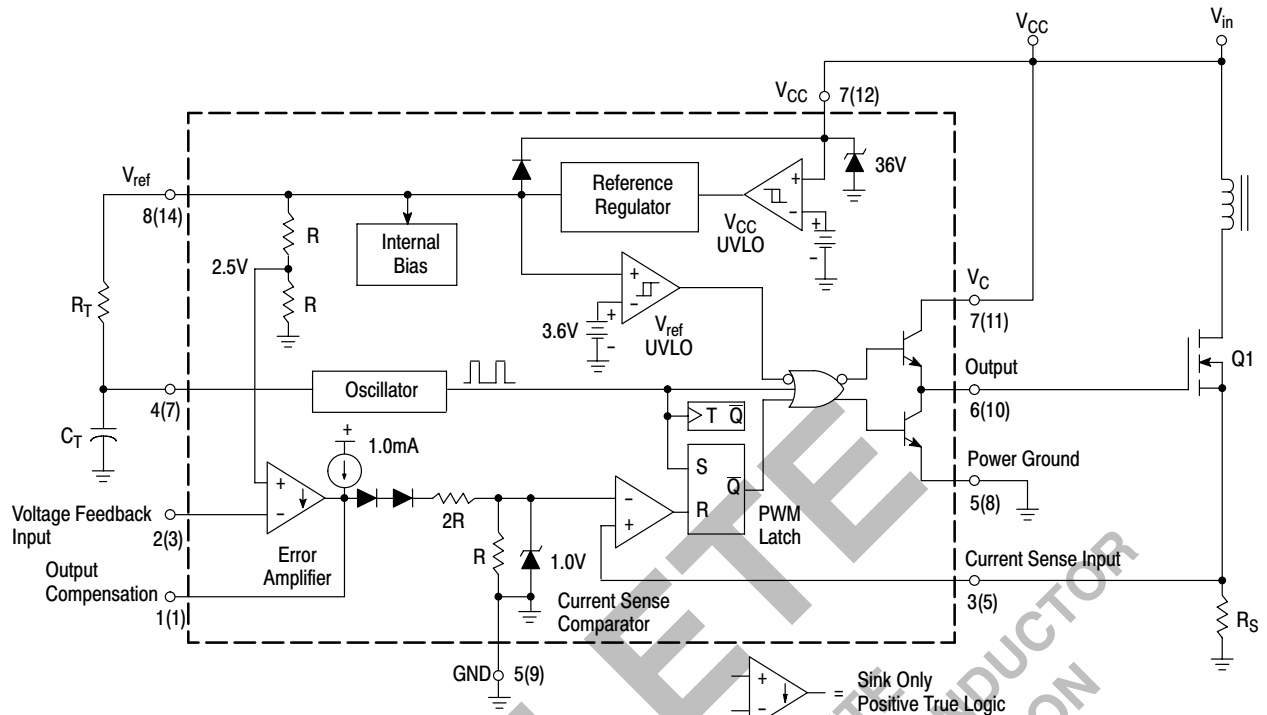 VCC
Vin
VCC 7(12)
Vref
8(14)
36V
Reference
Regulator
+
−
VCC
UVLO
+
−
Internal
Bias
R
2.5V
R
RT
+
−
3.6V
+
−
Vref
UVLO
VC
7(11)
Output
6(10)
Q1
Oscillator
4(7)
CT
T Q
+
1.0mA
S
Q
R
PWM
Latch
Power Ground
5(8)
+
−
Voltage Feedback
Input
2(3)
Error
Amplifier
2R
R
1.0V
−
+
Current Sense
Comparator
Output
Compensation
1(1)
Current Sense Input
3(5)
RS
GND 5(9)
+
−
= Sink Only
Positive True Logic
ETE